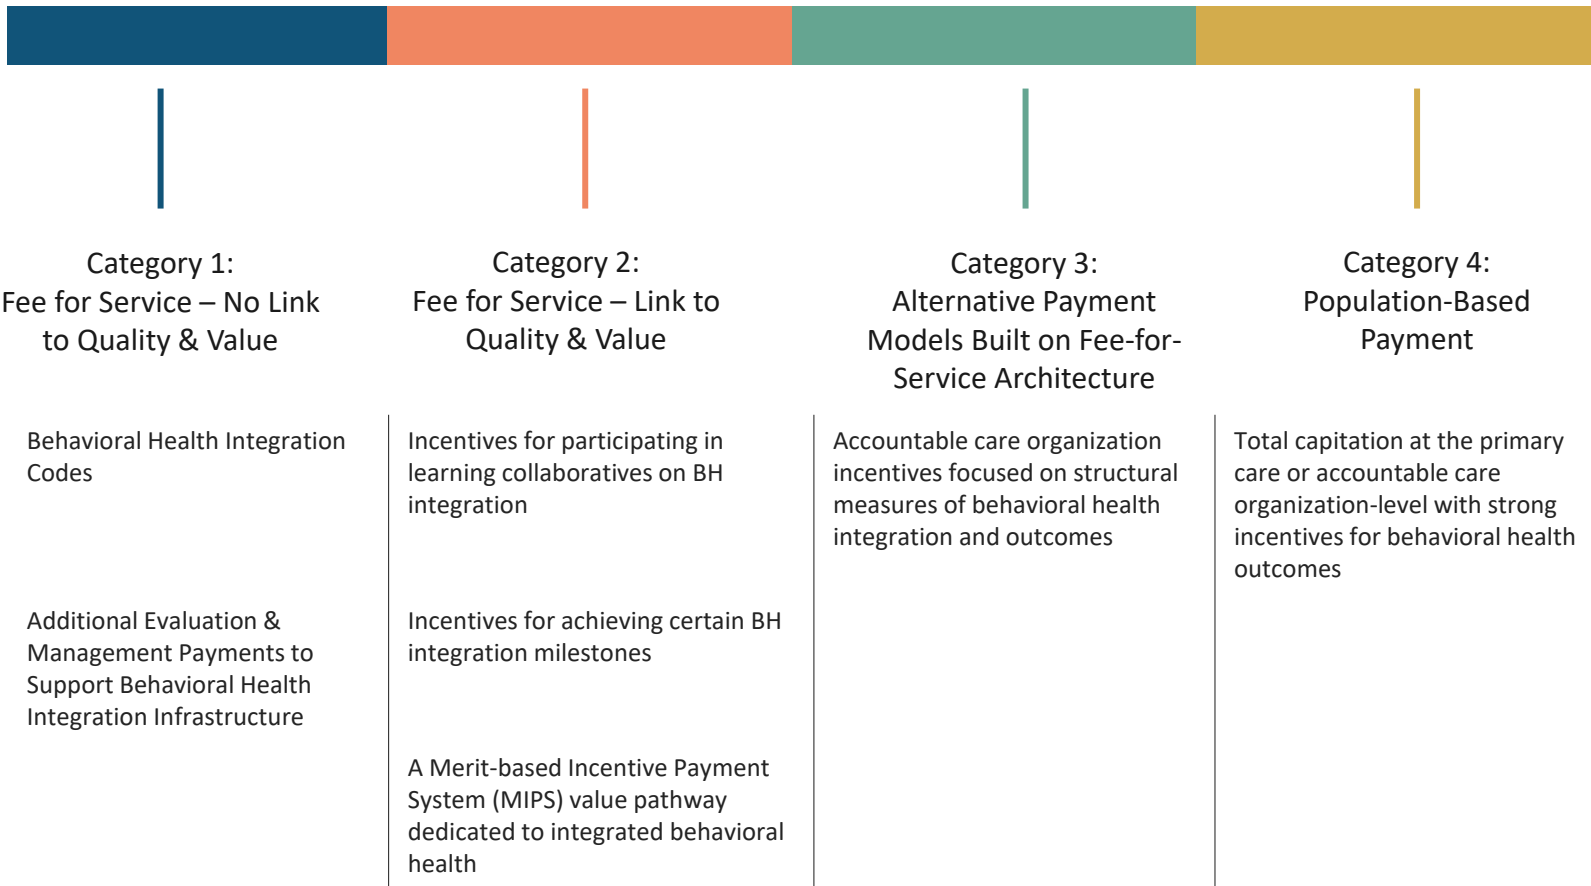 Category 1:
Fee for Service – No Link
to Quality & Value
Category 2:
Fee for Service – Link to
Quality & Value
Category 3:
Alternative Payment
Models Built on Fee-for-
Service Architecture
Category 4:
Population-Based
Payment
Behavioral Health Integration
Codes
Additional Evaluation &
Management Payments to
Support Behavioral Health
Integration Infrastructure
Incentives for participating in
learning collaboratives on BH
integration
Incentives for achieving certain BH
integration milestones
A Merit-based Incentive Payment
System (MIPS) value pathway
dedicated to integrated behavioral
health
Accountable care organization
incentives focused on structural
measures of behavioral health
integration and outcomes
Total capitation at the primary
care or accountable care
organization-level with strong
incentives for behavioral health
outcomes